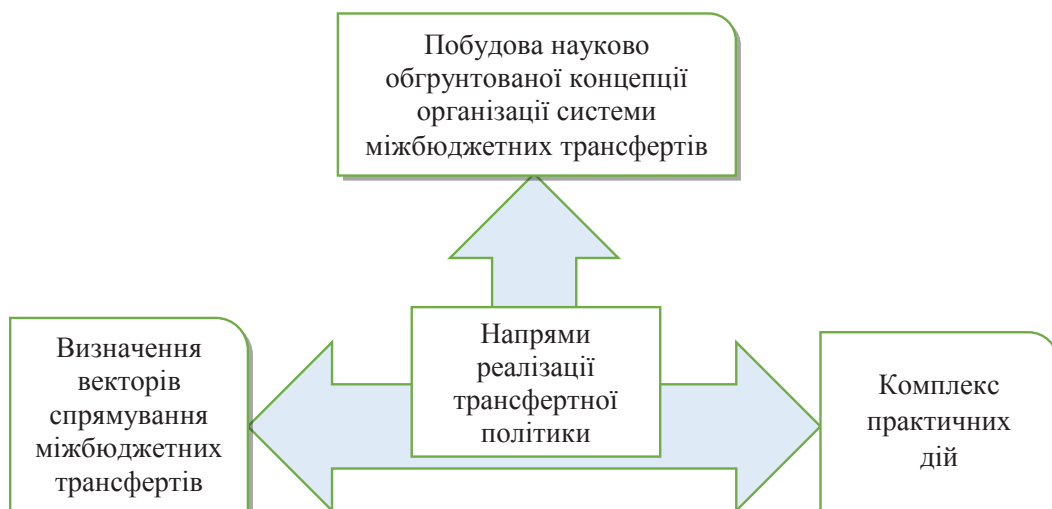 Побудова науково
обгрунтованої концепції
організації системи
міжбюджетних трансфертів
Визначення
векторів
спрямування
міжбюджетних
трансфертів
Напрями
реалізації
трансфертної
політики
Комплекс
практичних
дій